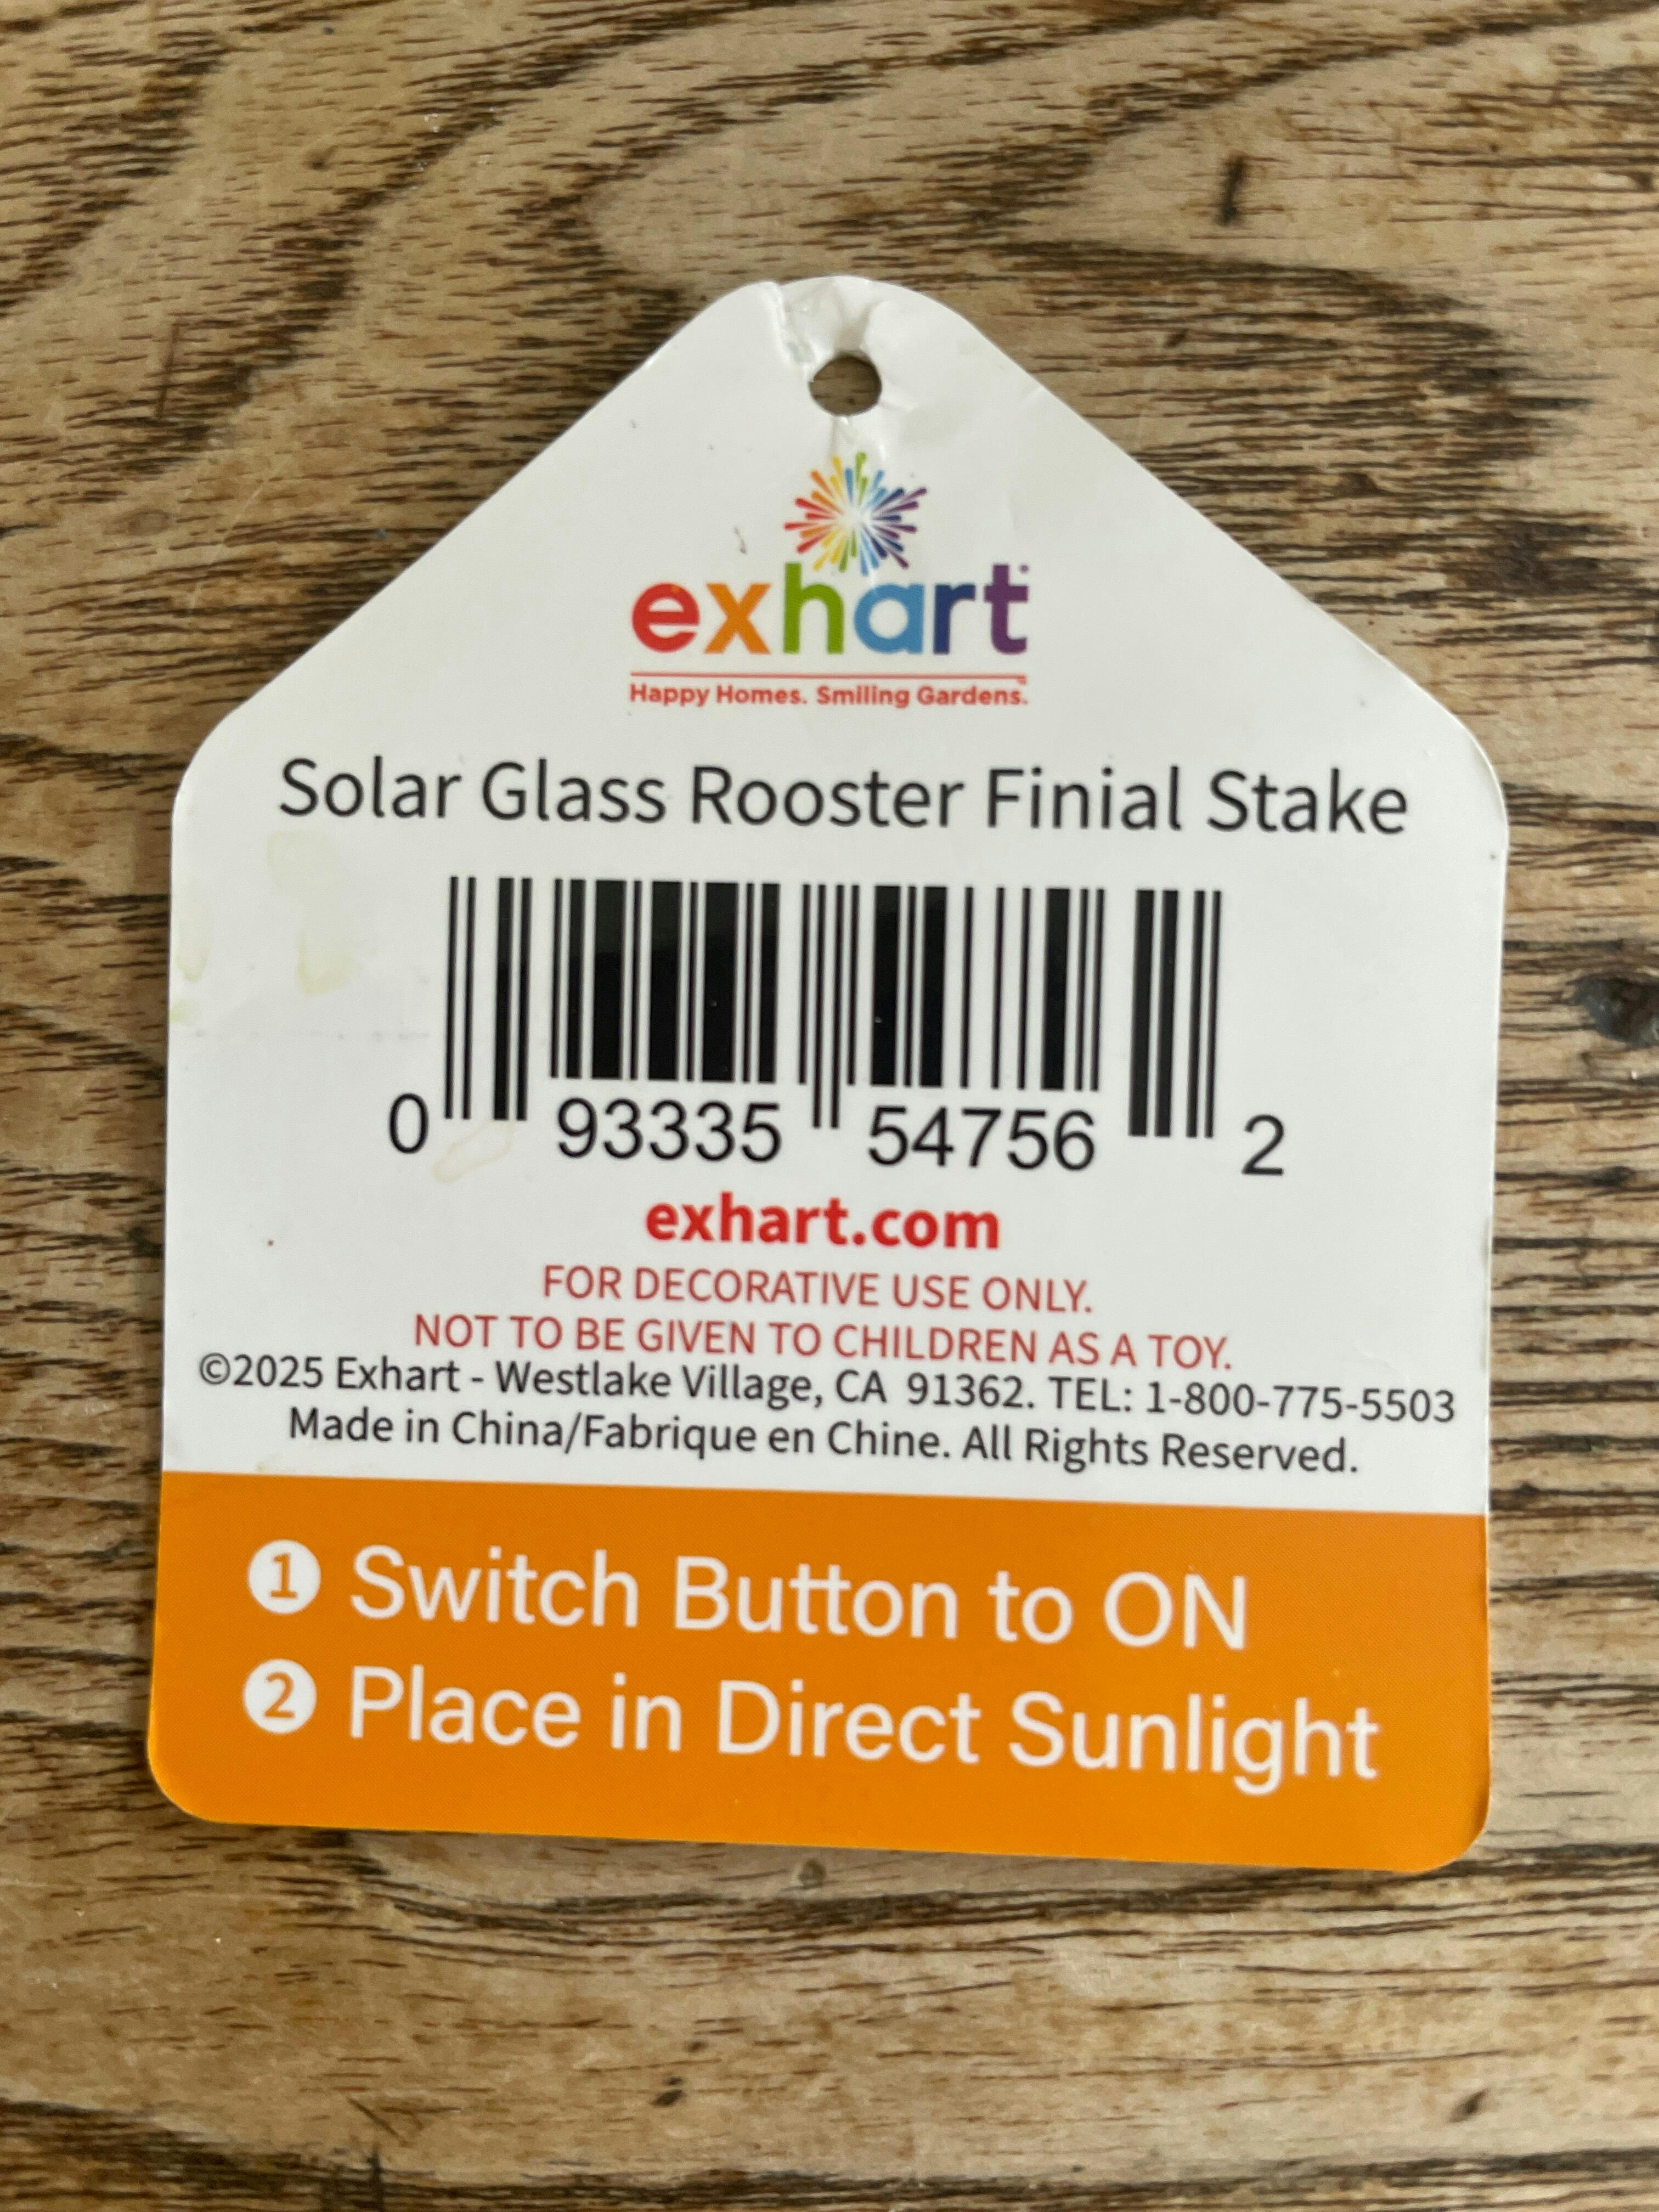 exhart
Happy Homes. Smiling Gardens.
Solar Glass Rooster Finial Stake
0 93335 54756 2
exhart.com
FOR DECORATIVE USE ONLY.
NOT TO BE GIVEN TO CHILDREN AS A TOY.
©2025 Exhart - Westlake Village, CA 91362. TEL: 1-800-775-5503
Made in China/Fabrique en Chine. All Rights Reserved.
1 Switch Button to ON
2 Place in Direct Sunlight